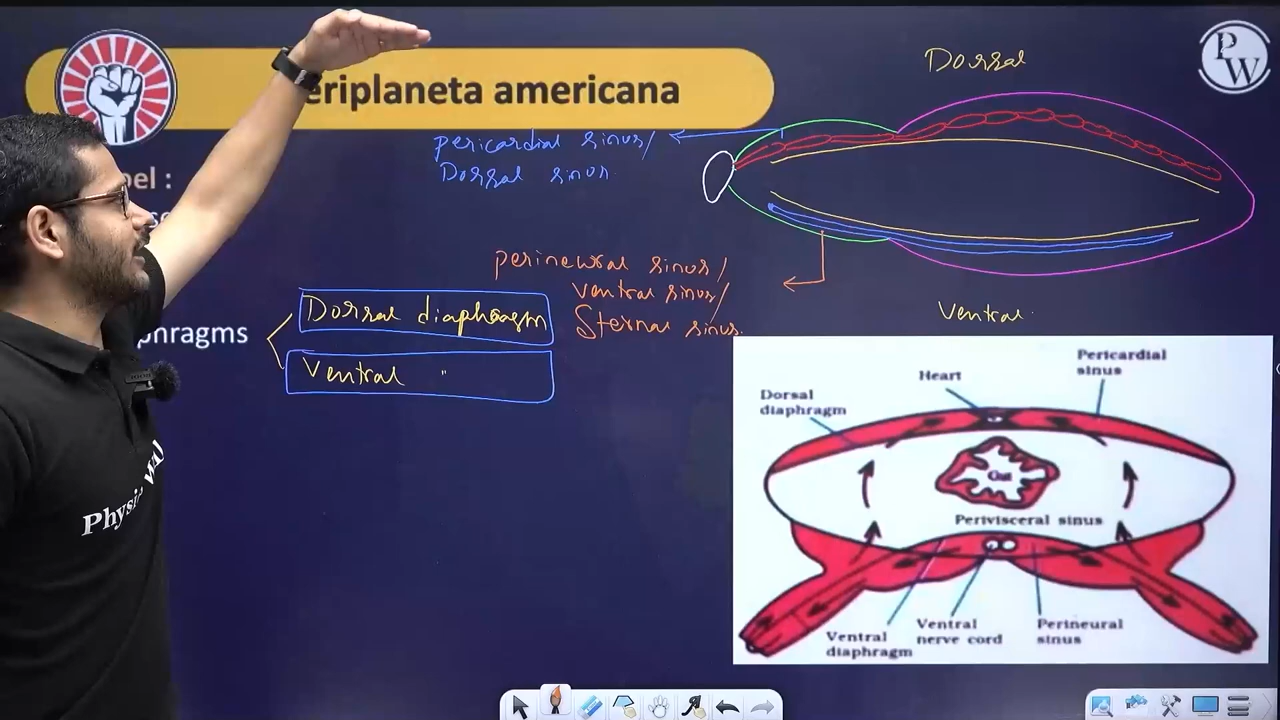 eriplaneta americana
P
W
Dorsal
pericardial sinus/
Dorsal sinus.
perineural sinus/
ventral sinus/
Sternal sinus.
phragms
Dorsal diaphragm
Ventral "
Ventral.
Pericardial
sinus
Heart
Dorsal
diaphragm
Gut
Perivisceral sinus
Ventral
diaphragm
Ventral
nerve cord
Perineural
sinus